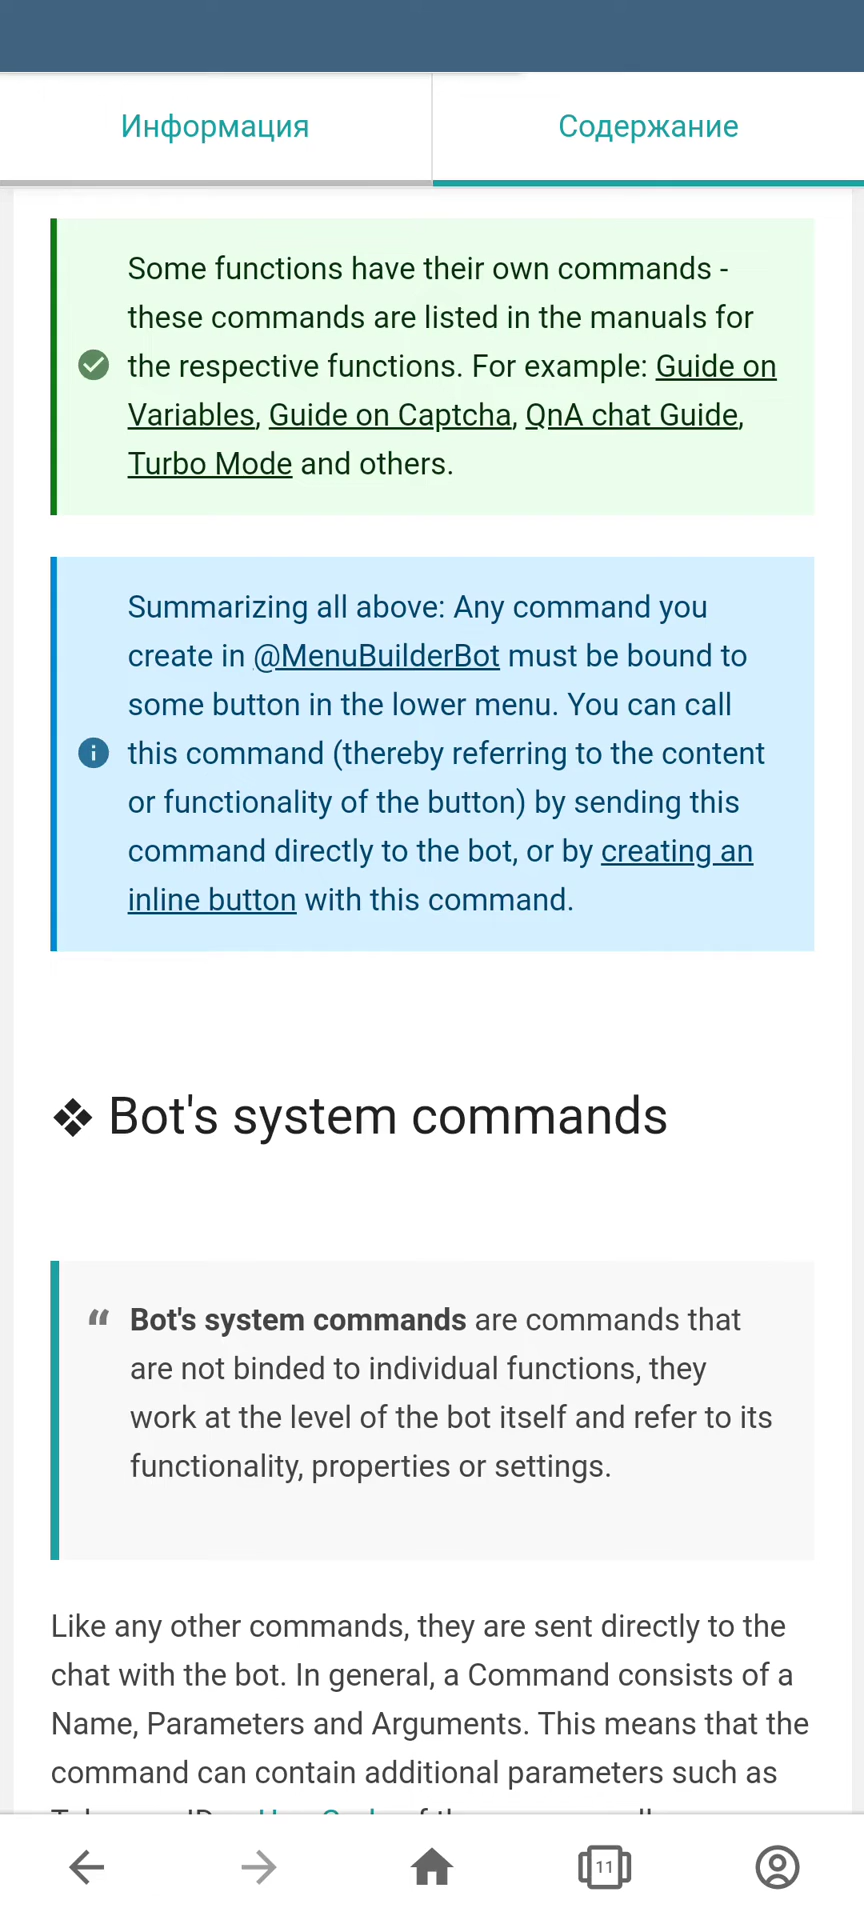 Информация
Содержание
Some functions have their own commands -
these commands are listed in the manuals for
the respective functions. For example: Guide on
Variables, Guide on Captcha, QnA chat Guide,
Turbo Mode and others.
Summarizing all above: Any command you
create in @MenuBuilderBot must be bound to
some button in the lower menu. You can call
this command (thereby referring to the content
or functionality of the button) by sending this
command directly to the bot, or by creating an
inline button with this command.
❖ Bot's system commands
“ Bot's system commands are commands that
are not binded to individual functions, they
work at the level of the bot itself and refer to its
functionality, properties or settings.
Like any other commands, they are sent directly to the
chat with the bot. In general, a Command consists of a
Name, Parameters and Arguments. This means that the
command can contain additional parameters such as
11